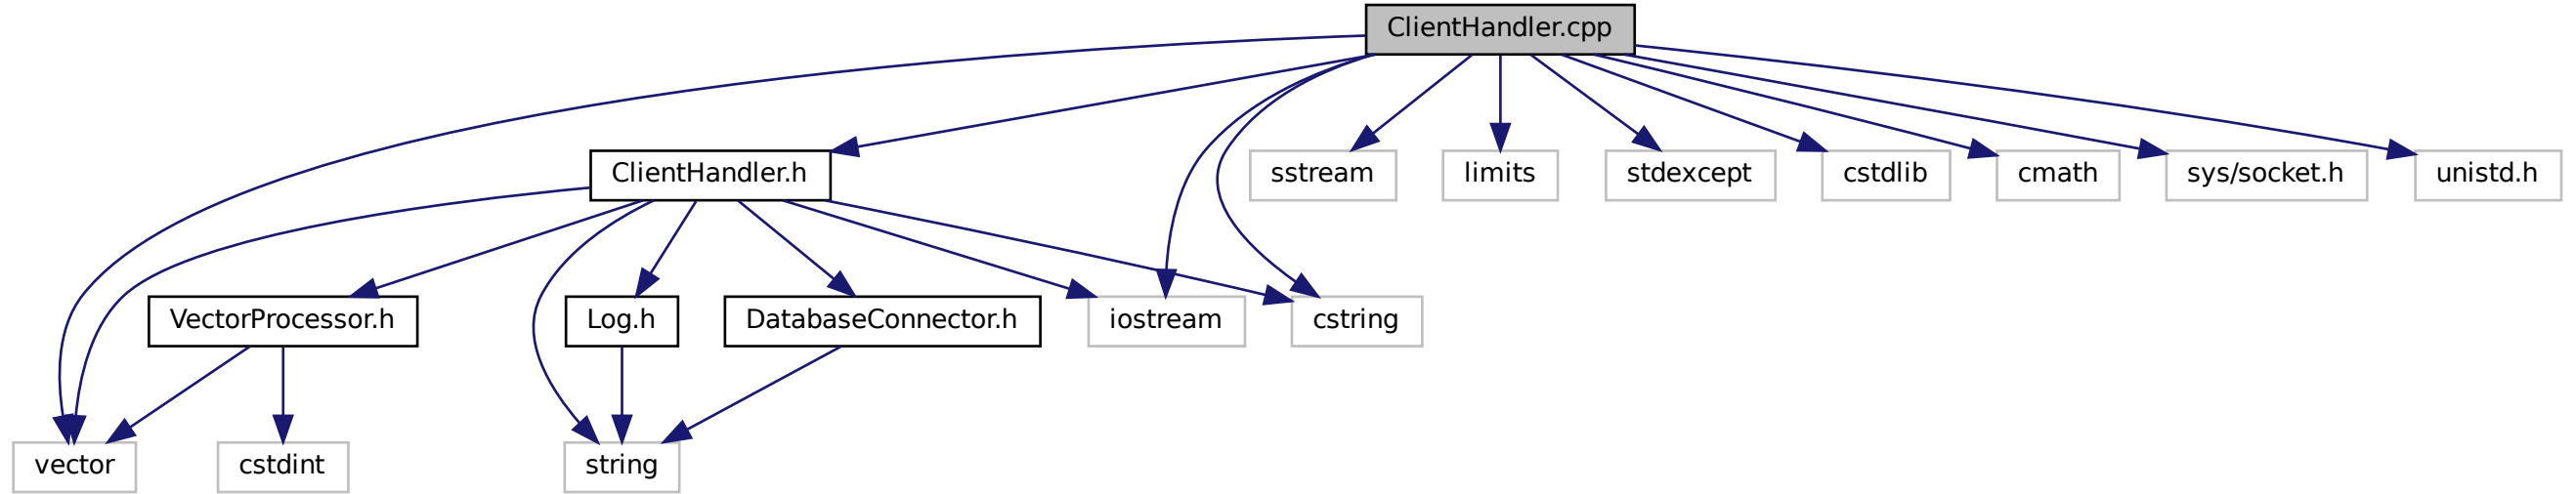 ClientHandler.cpp
ClientHandler.h
sstream
limits
stdexcept
cstdlib
cmath
sys/socket.h
unistd.h
VectorProcessor.h
Log.h
DatabaseConnector.h
iostream
cstring
vector
cstdint
string